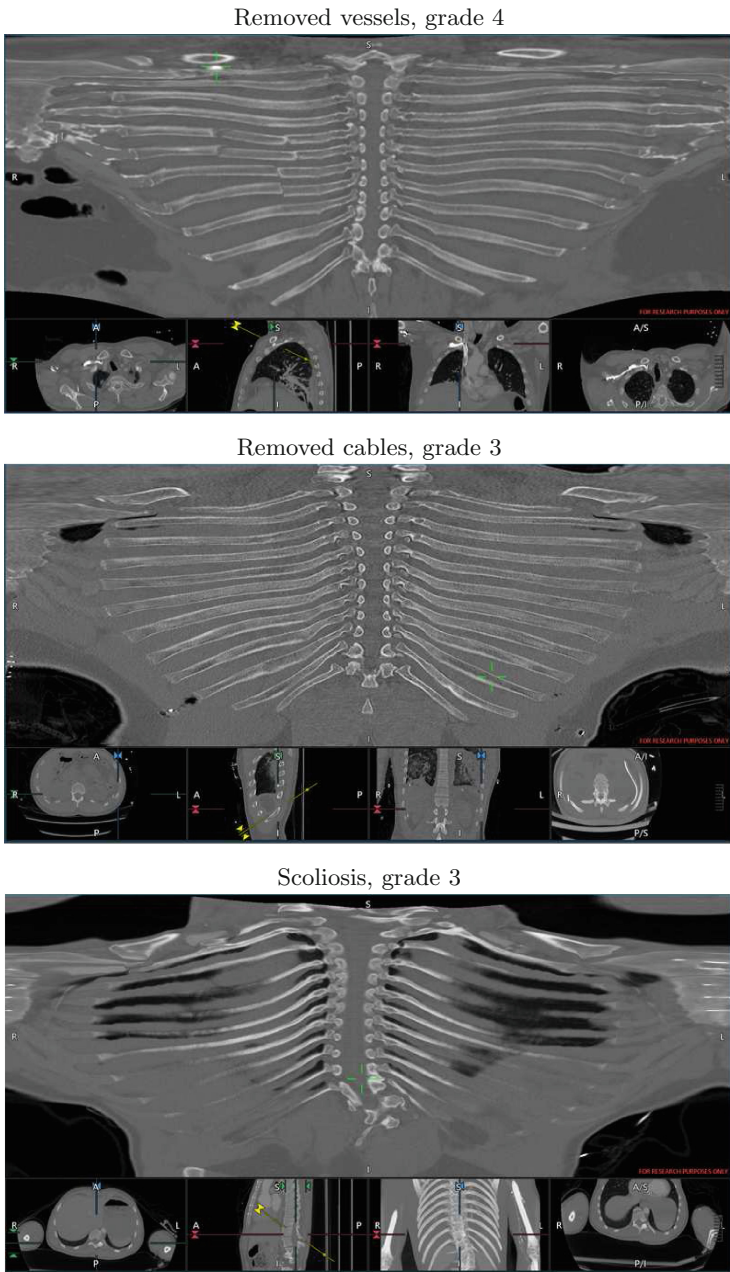 Removed vessels, grade 4
S
I
R
L
I
FOR RESEARCH PURPOSES ONLY
A S S A/S
R L A P R L R
P I I P/I
Removed cables, grade 3
S
R
L
I
FOR RESEARCH PURPOSES ONLY
A S S A/I
R L A P R L R
P I I P/S
Scoliosis, grade 3
S
R
L
I
FOR RESEARCH PURPOSES ONLY
A S S A/S
R L A P R L R
P I I P/I